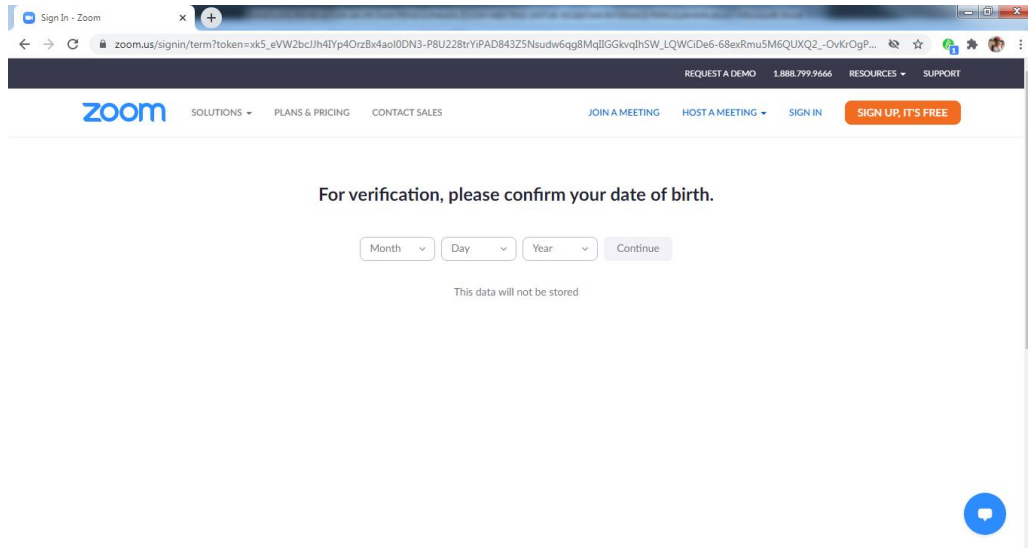 Sign In - Zoom
zoom.us/signin/term?token=xk5_eVW2bcJJh4IYp4OrzBx4aol0DN3-P8U228trYiPAD843Z5Nsudw6qg8MqIIGGkvqIhSW_LQWCiDe6-68exRmu5M6QUXQ2_-OvKrOgP...
1
REQUEST A DEMO 1.888.799.9666 RESOURCES SUPPORT
zoom SOLUTIONS PLANS & PRICING CONTACT SALES JOIN A MEETING HOST A MEETING SIGN IN SIGN UP, IT'S FREE
For verification, please confirm your date of birth.
Month Day Year Continue
This data will not be stored